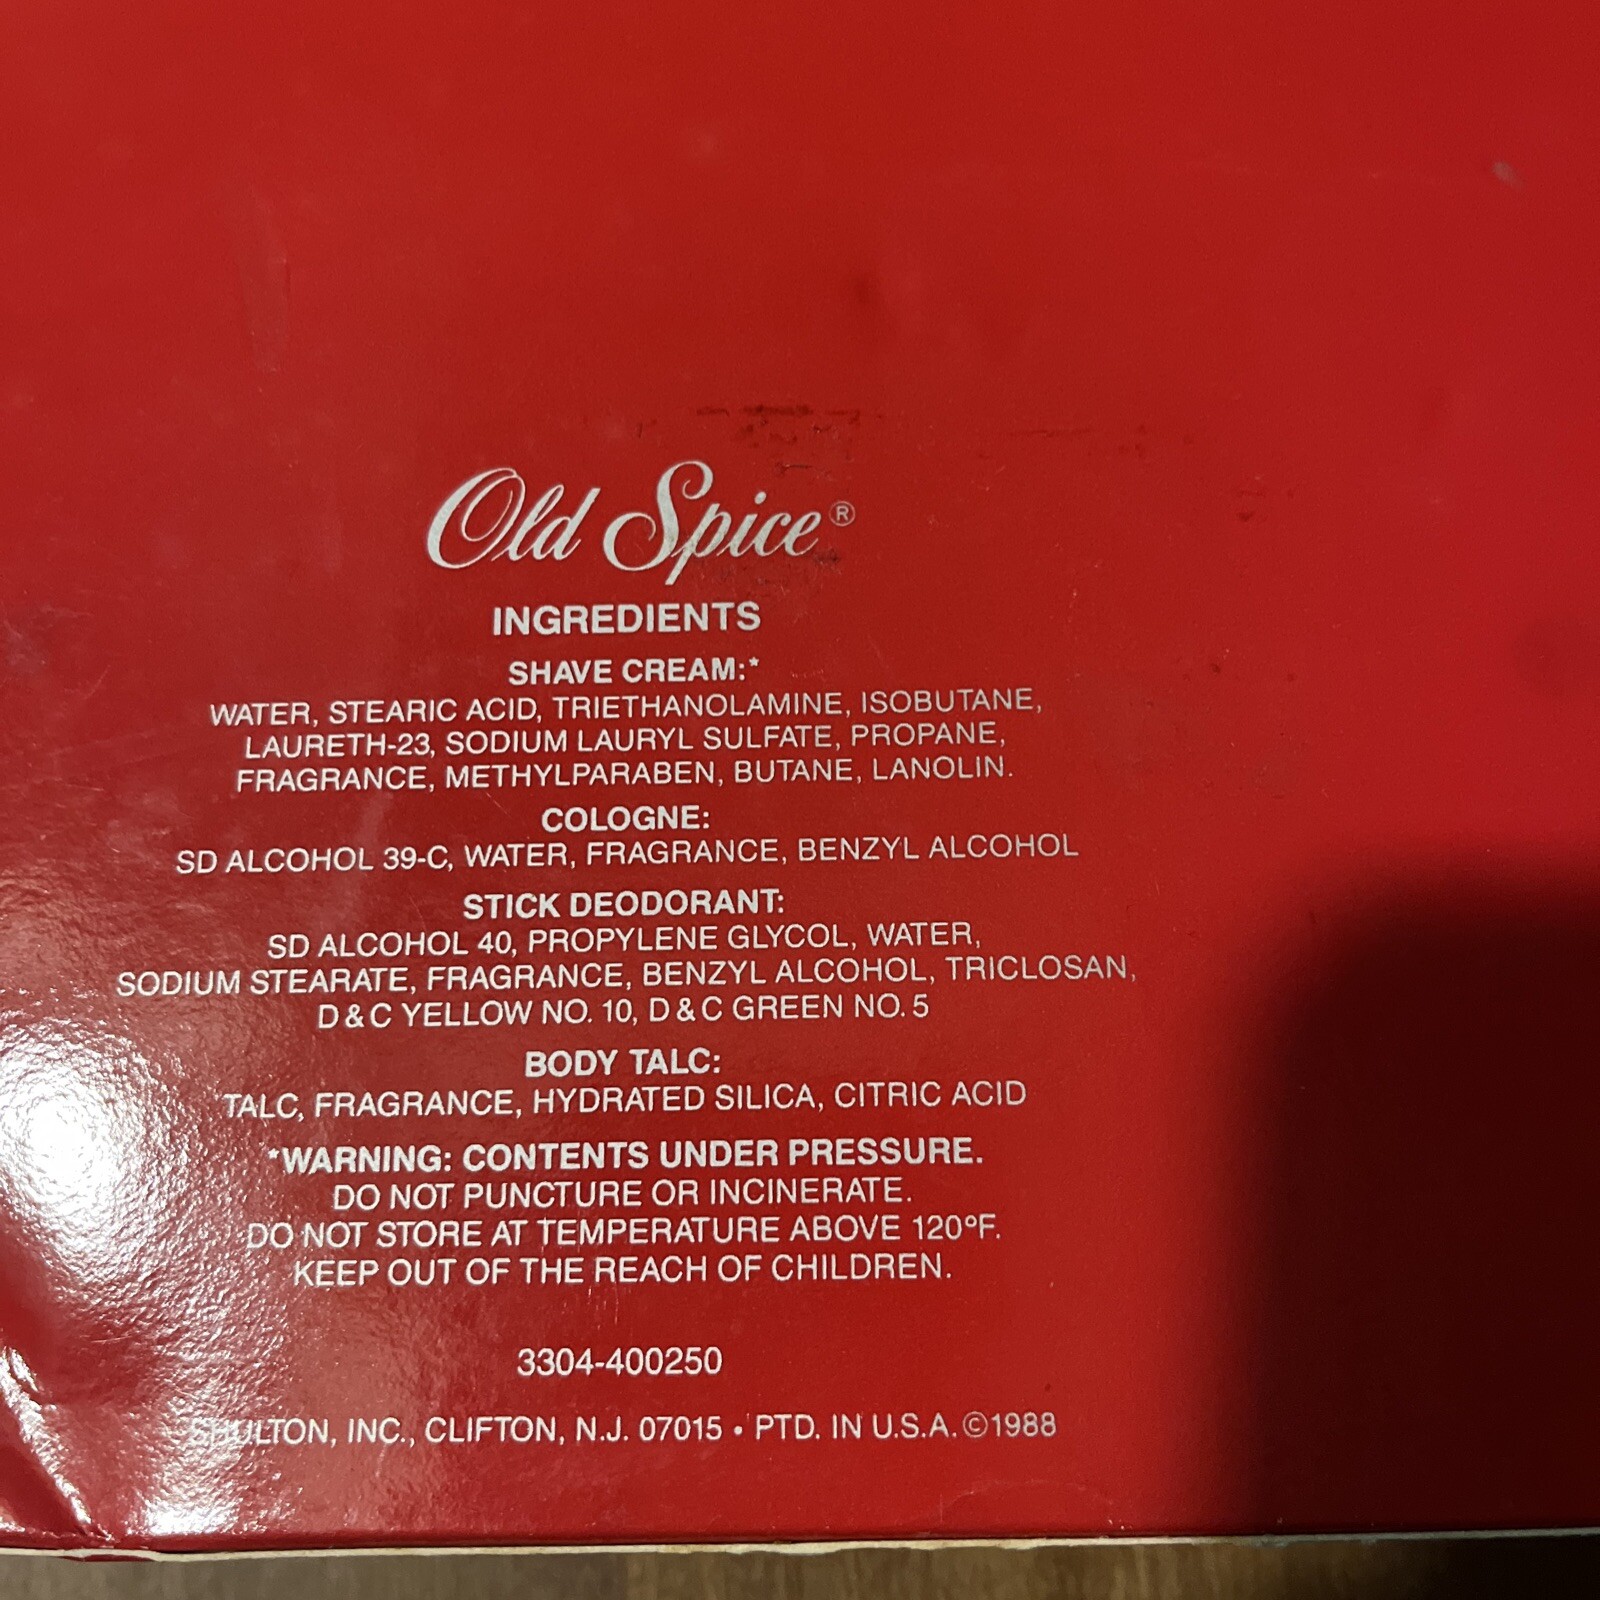 Old Spice®
INGREDIENTS
SHAVE CREAM:*
WATER, STEARIC ACID, TRIETHANOLAMINE, ISOBUTANE,
LAURETH-23, SODIUM LAURYL SULFATE, PROPANE,
FRAGRANCE, METHYLPARABEN, BUTANE, LANOLIN.
COLOGNE:
SD ALCOHOL 39-C, WATER, FRAGRANCE, BENZYL ALCOHOL
STICK DEODORANT:
SD ALCOHOL 40, PROPYLENE GLYCOL, WATER,
SODIUM STEARATE, FRAGRANCE, BENZYL ALCOHOL, TRICLOSAN,
D&C YELLOW NO. 10, D&C GREEN NO. 5
BODY TALC:
TALC, FRAGRANCE, HYDRATED SILICA, CITRIC ACID
*WARNING: CONTENTS UNDER PRESSURE.
DO NOT PUNCTURE OR INCINERATE.
DO NOT STORE AT TEMPERATURE ABOVE 120°F.
KEEP OUT OF THE REACH OF CHILDREN.
3304-400250
SHULTON, INC., CLIFTON, N.J. 07015 • PTD. IN U.S.A. ©1988